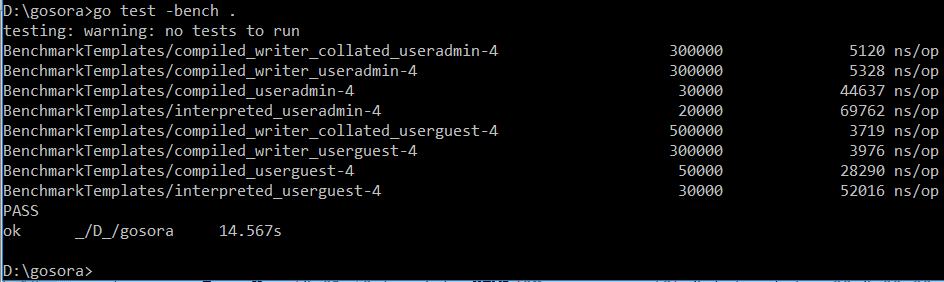 D:\gosora>go test -bench .
testing: warning: no tests to run
BenchmarkTemplates/compiled_writer_collated_useradmin-4 300000 5120 ns/op
BenchmarkTemplates/compiled_writer_useradmin-4 300000 5328 ns/op
BenchmarkTemplates/compiled_useradmin-4 30000 44637 ns/op
BenchmarkTemplates/interpreted_useradmin-4 20000 69762 ns/op
BenchmarkTemplates/compiled_writer_collated_userguest-4 500000 3719 ns/op
BenchmarkTemplates/compiled_writer_userguest-4 300000 3976 ns/op
BenchmarkTemplates/compiled_userguest-4 50000 28290 ns/op
BenchmarkTemplates/interpreted_userguest-4 30000 52016 ns/op
PASS
ok _/D_/gosora 14.567s
D:\gosora>